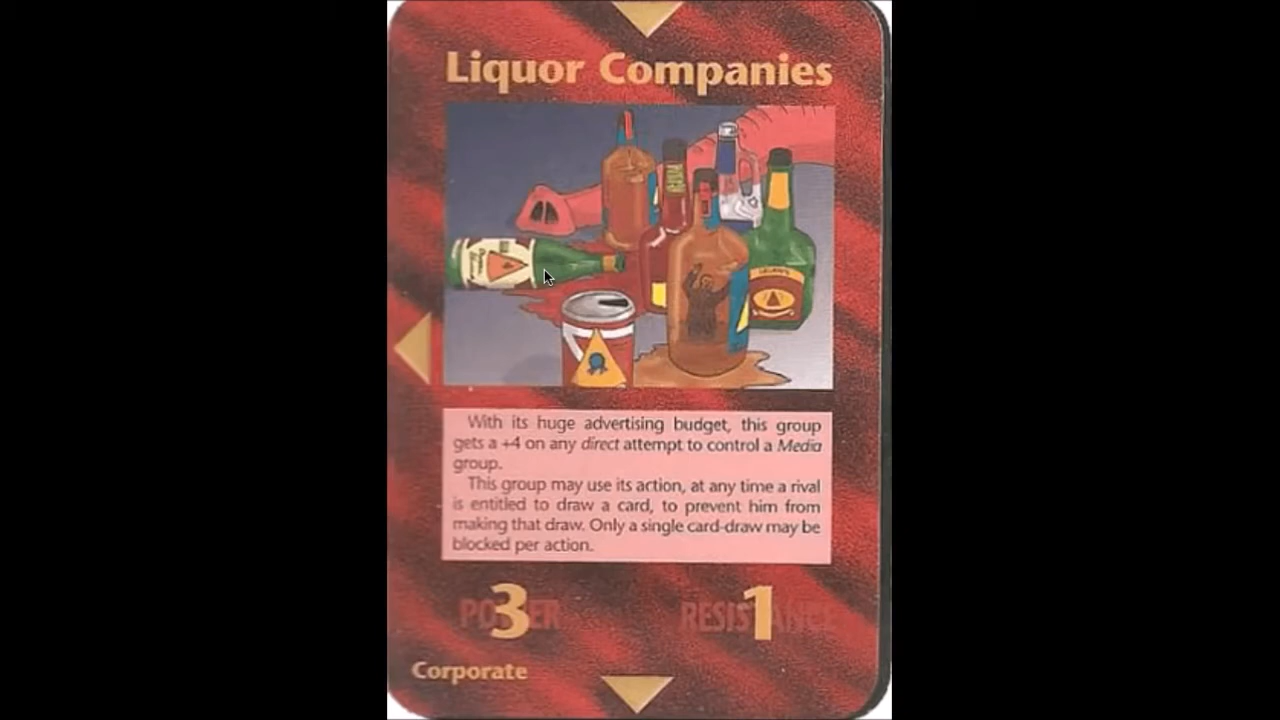 Liquor Companies
With its huge advertising budget, this group
gets a +4 on any direct attempt to control a Media
group.
This group may use its action, at any time a rival
is entitled to draw a card, to prevent him from
making that draw. Only a single card-draw may be
blocked per action.
POWER 3
RESISTANCE 1
Corporate